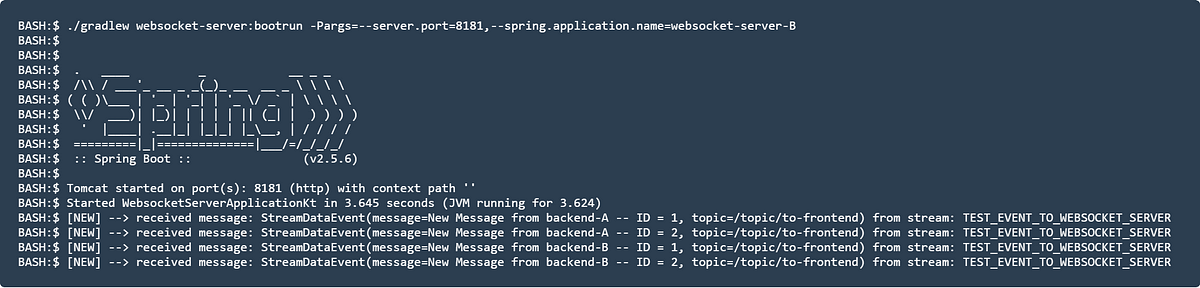 BASH:$ ./gradlew websocket-server:bootrun -Pargs=--server.port=8181,--spring.application.name=websocket-server-B
BASH:$
BASH:$
BASH:$  .   ____          _            __ _ _
BASH:$  /\\ / ___'_ __ _ _(_)_ __  __ _ \ \ \ \
BASH:$ ( ( )\___ | '_ | '_| | '_ \/ _` | \ \ \ \
BASH:$  \\/  ___)| |_)| | | | | || (_| |  ) ) ) )
BASH:$   '  |____| .__|_| |_|_| |_\__, | / / / /
BASH:$  =========|_|==============|___/=/_/_/_/
BASH:$  :: Spring Boot ::                (v2.5.6)
BASH:$
BASH:$ Tomcat started on port(s): 8181 (http) with context path ''
BASH:$ Started WebsocketServerApplicationKt in 3.645 seconds (JVM running for 3.624)
BASH:$ [NEW] --> received message: StreamDataEvent(message=New Message from backend-A -- ID = 1, topic=/topic/to-frontend) from stream: TEST_EVENT_TO_WEBSOCKET_SERVER
BASH:$ [NEW] --> received message: StreamDataEvent(message=New Message from backend-A -- ID = 2, topic=/topic/to-frontend) from stream: TEST_EVENT_TO_WEBSOCKET_SERVER
BASH:$ [NEW] --> received message: StreamDataEvent(message=New Message from backend-B -- ID = 1, topic=/topic/to-frontend) from stream: TEST_EVENT_TO_WEBSOCKET_SERVER
BASH:$ [NEW] --> received message: StreamDataEvent(message=New Message from backend-B -- ID = 2, topic=/topic/to-frontend) from stream: TEST_EVENT_TO_WEBSOCKET_SERVER